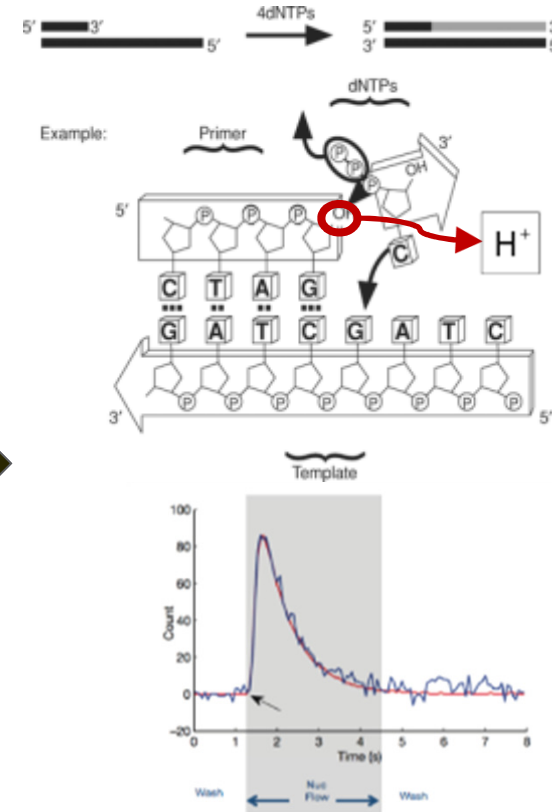 4dNTPs
5′ 3′ 5′ 3
5′ 3′ 5
dNTPs
Example: Primer
3′
P P P OH
5′ P P P OH H+
C
C T A G
G A T C G A T C
P P P P P P P P
3′ 5′
Template
100
80
60
40
20
0
−20
Count
0 1 2 3 4 5 6 7 8
Time (s)
Wash Nuc Flow Wash